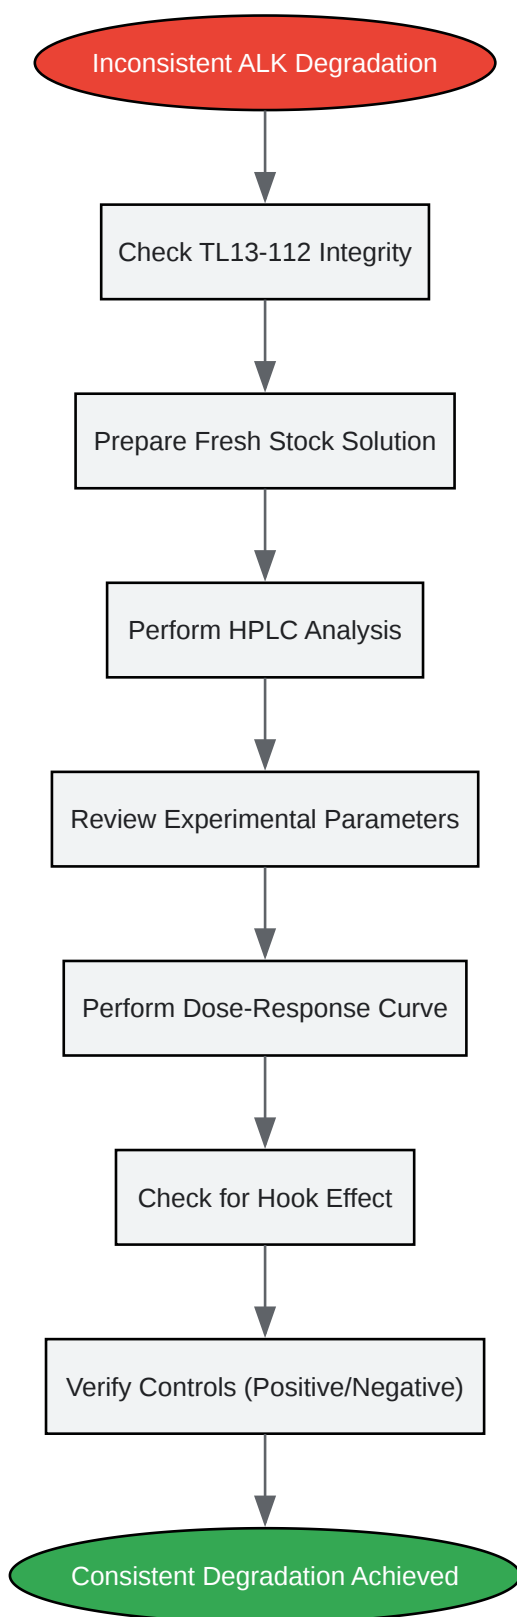 Inconsistent ALK Degradation
Check TL13-112 Integrity
Prepare Fresh Stock Solution
Perform HPLC Analysis
Review Experimental Parameters
Perform Dose-Response Curve
Check for Hook Effect
Verify Controls (Positive/Negative)
Consistent Degradation Achieved